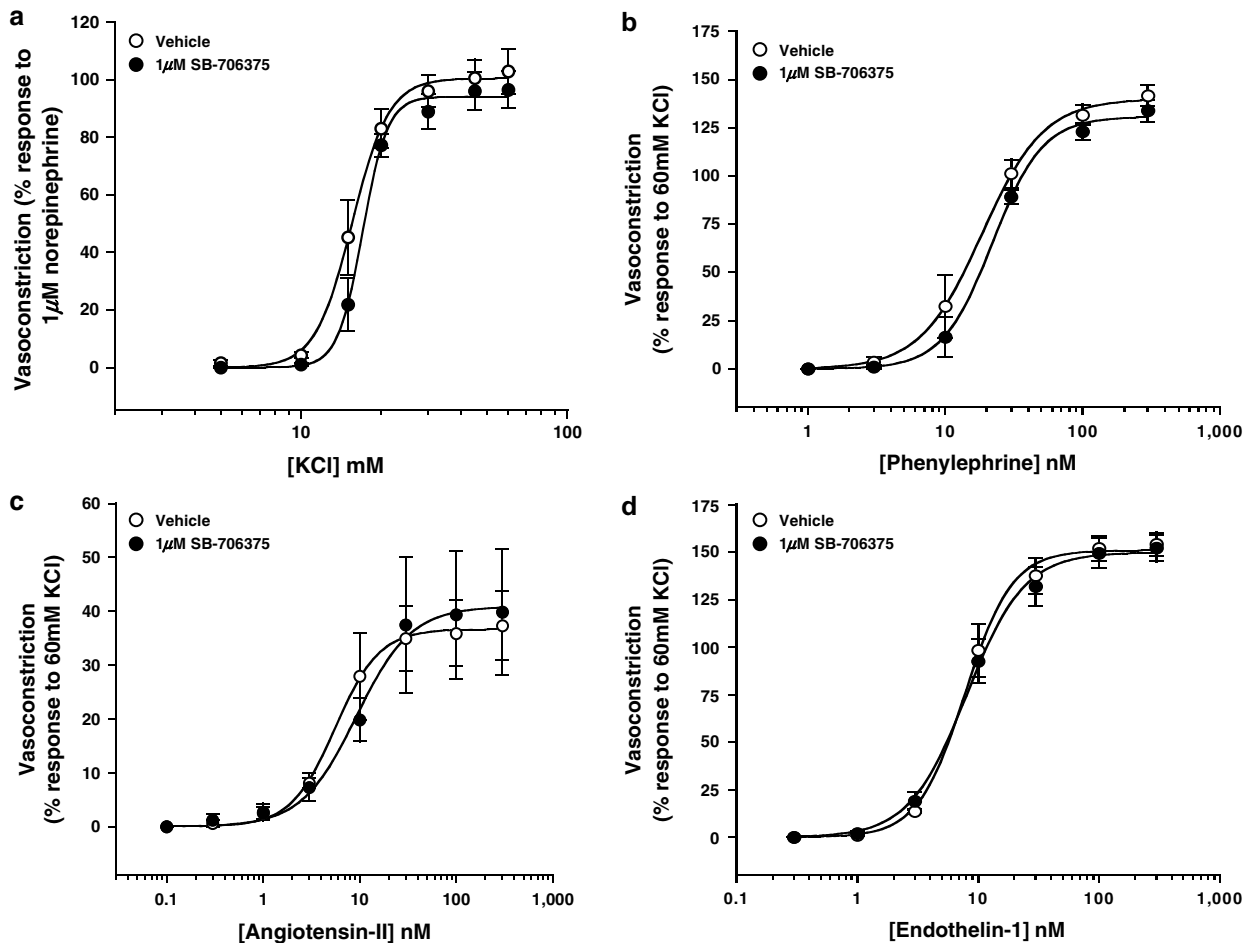 a
Vasoconstriction (% response to
1μM norepinephrine)
120
100
80
60
40
20
0
Vehicle
1μM SB-706375
10
100
[KCl] mM
b
Vasoconstriction
(% response to 60mM KCl)
175
150
125
100
75
50
25
0
Vehicle
1μM SB-706375
1
10
100
1,000
[Phenylephrine] nM
c
Vasoconstriction
(% response to 60mM KCl)
60
50
40
30
20
10
0
Vehicle
1μM SB-706375
0.1
1
10
100
1,000
[Angiotensin-II] nM
d
Vasoconstriction
(% response to 60mM KCl)
175
150
125
100
75
50
25
0
Vehicle
1μM SB-706375
0.1
1
10
100
1,000
[Endothelin-1] nM